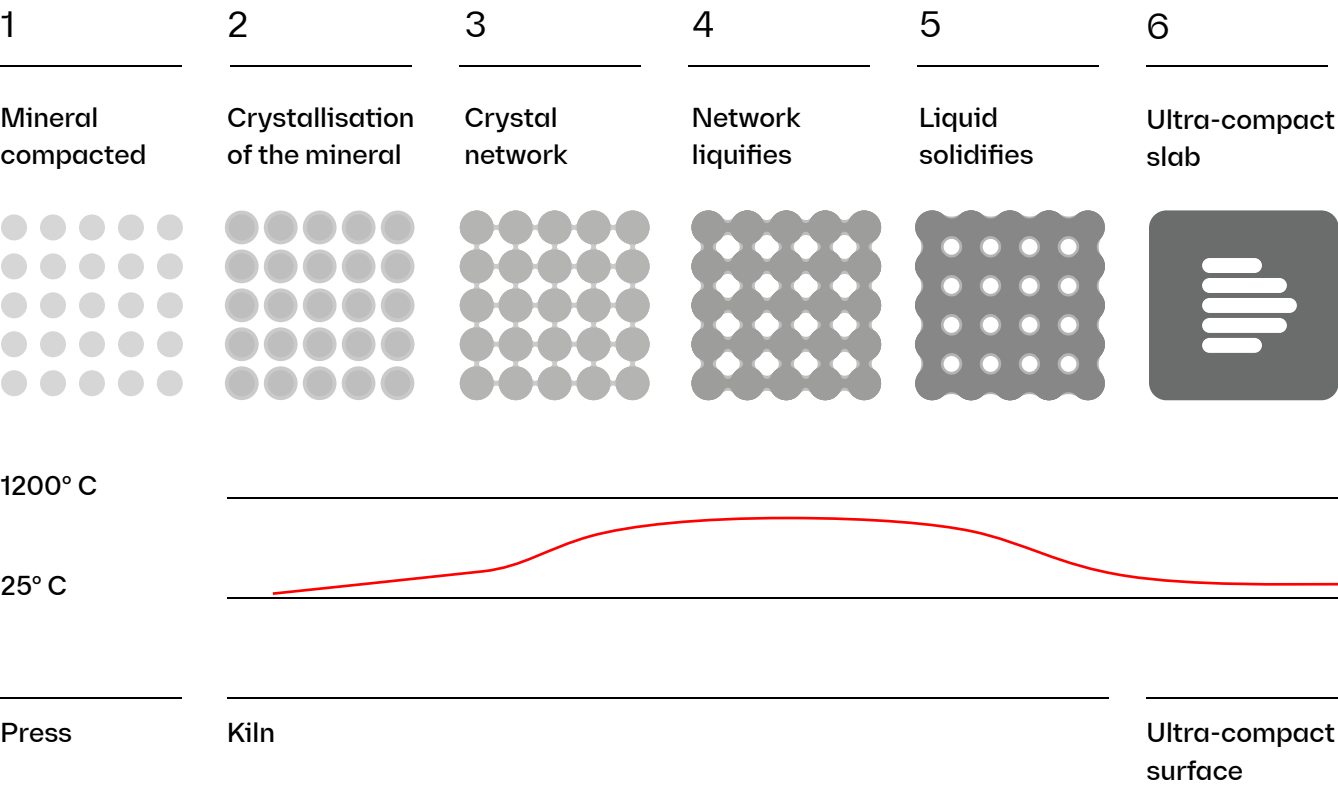 1
2
3
4
5
6
Mineral
compacted
Crystallisation
of the mineral
Crystal
network
Network
liquifies
Liquid
solidifies
Ultra-compact
slab
1200° C
25° C
Press
Kiln
Ultra-compact
surface